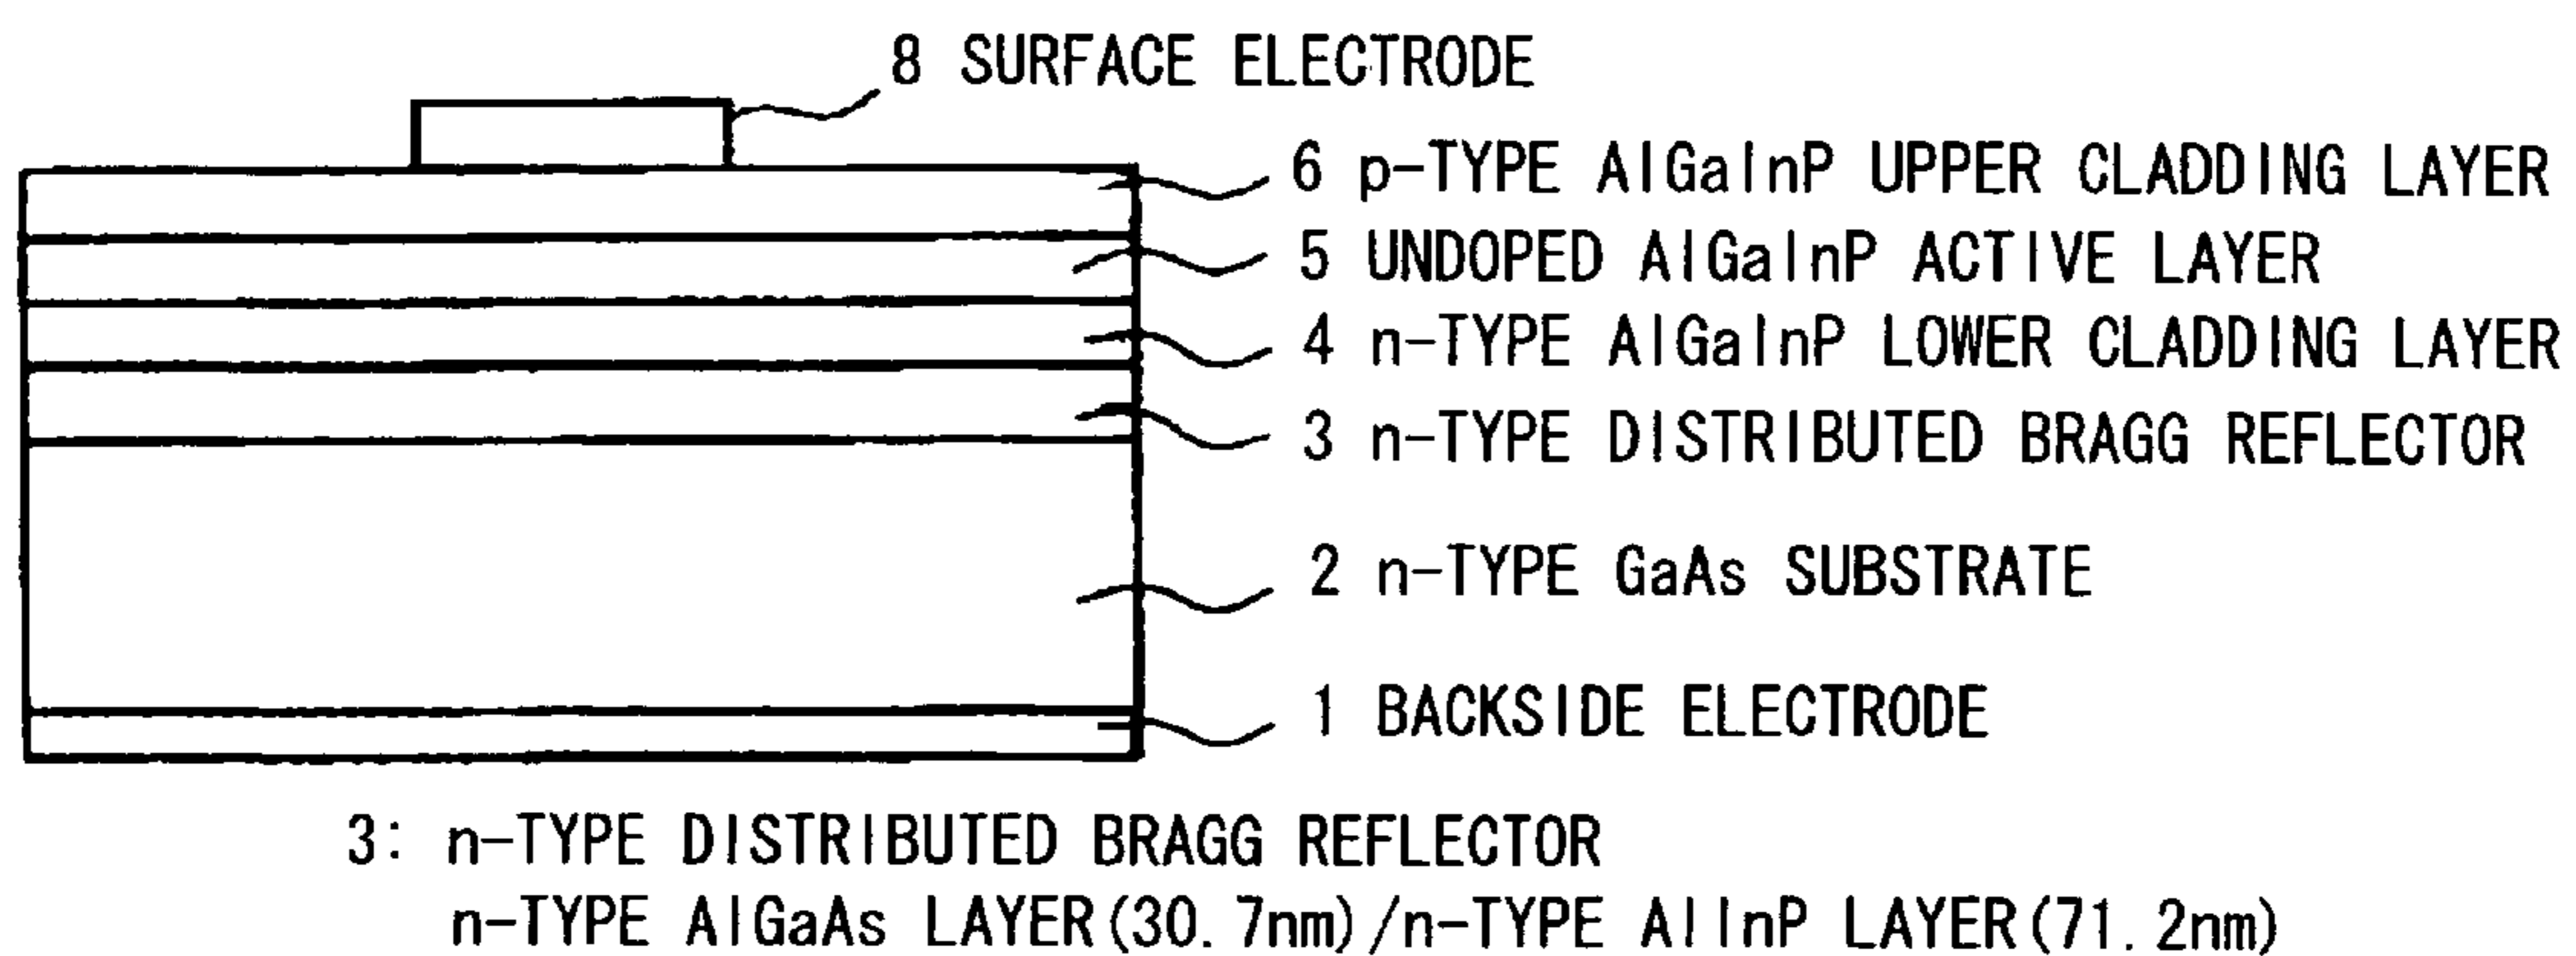 8 SURFACE ELECTRODE
6 p-TYPE AlGaInP UPPER CLADDING LAYER
5 UNDOPED AlGaInP ACTIVE LAYER
4 n-TYPE AlGaInP LOWER CLADDING LAYER
3 n-TYPE DISTRIBUTED BRAGG REFLECTOR
2 n-TYPE GaAs SUBSTRATE
1 BACKSIDE ELECTRODE
3: n-TYPE DISTRIBUTED BRAGG REFLECTOR
n-TYPE AlGaAs LAYER(30.7nm)/n-TYPE AlInP LAYER(71.2nm)